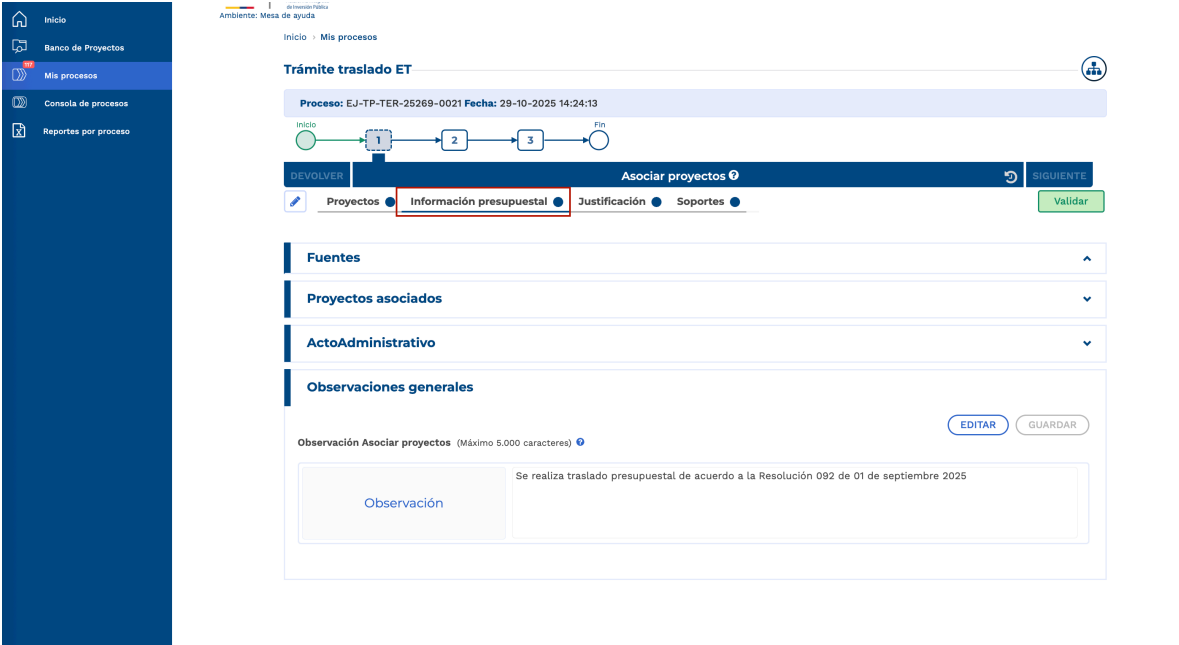 Inicio
Banco de Proyectos
117
Mis procesos
Consola de procesos
Reportes por proceso
de Inversión Pública
Ambiente: Mesa de ayuda
Inicio › Mis procesos
Trámite traslado ET
Proceso: EJ-TP-TER-25269-0021 Fecha: 29-10-2025 14:24:13
Inicio
Fin
1
2
3
DEVOLVER
Asociar proyectos ?
SIGUIENTE
Proyectos
Información presupuestal
Justificación
Soportes
Validar
Fuentes
Proyectos asociados
ActoAdministrativo
Observaciones generales
EDITAR
GUARDAR
Observación Asociar proyectos (Máximo 5.000 caracteres) ?
Observación
Se realiza traslado presupuestal de acuerdo a la Resolución 092 de 01 de septiembre 2025